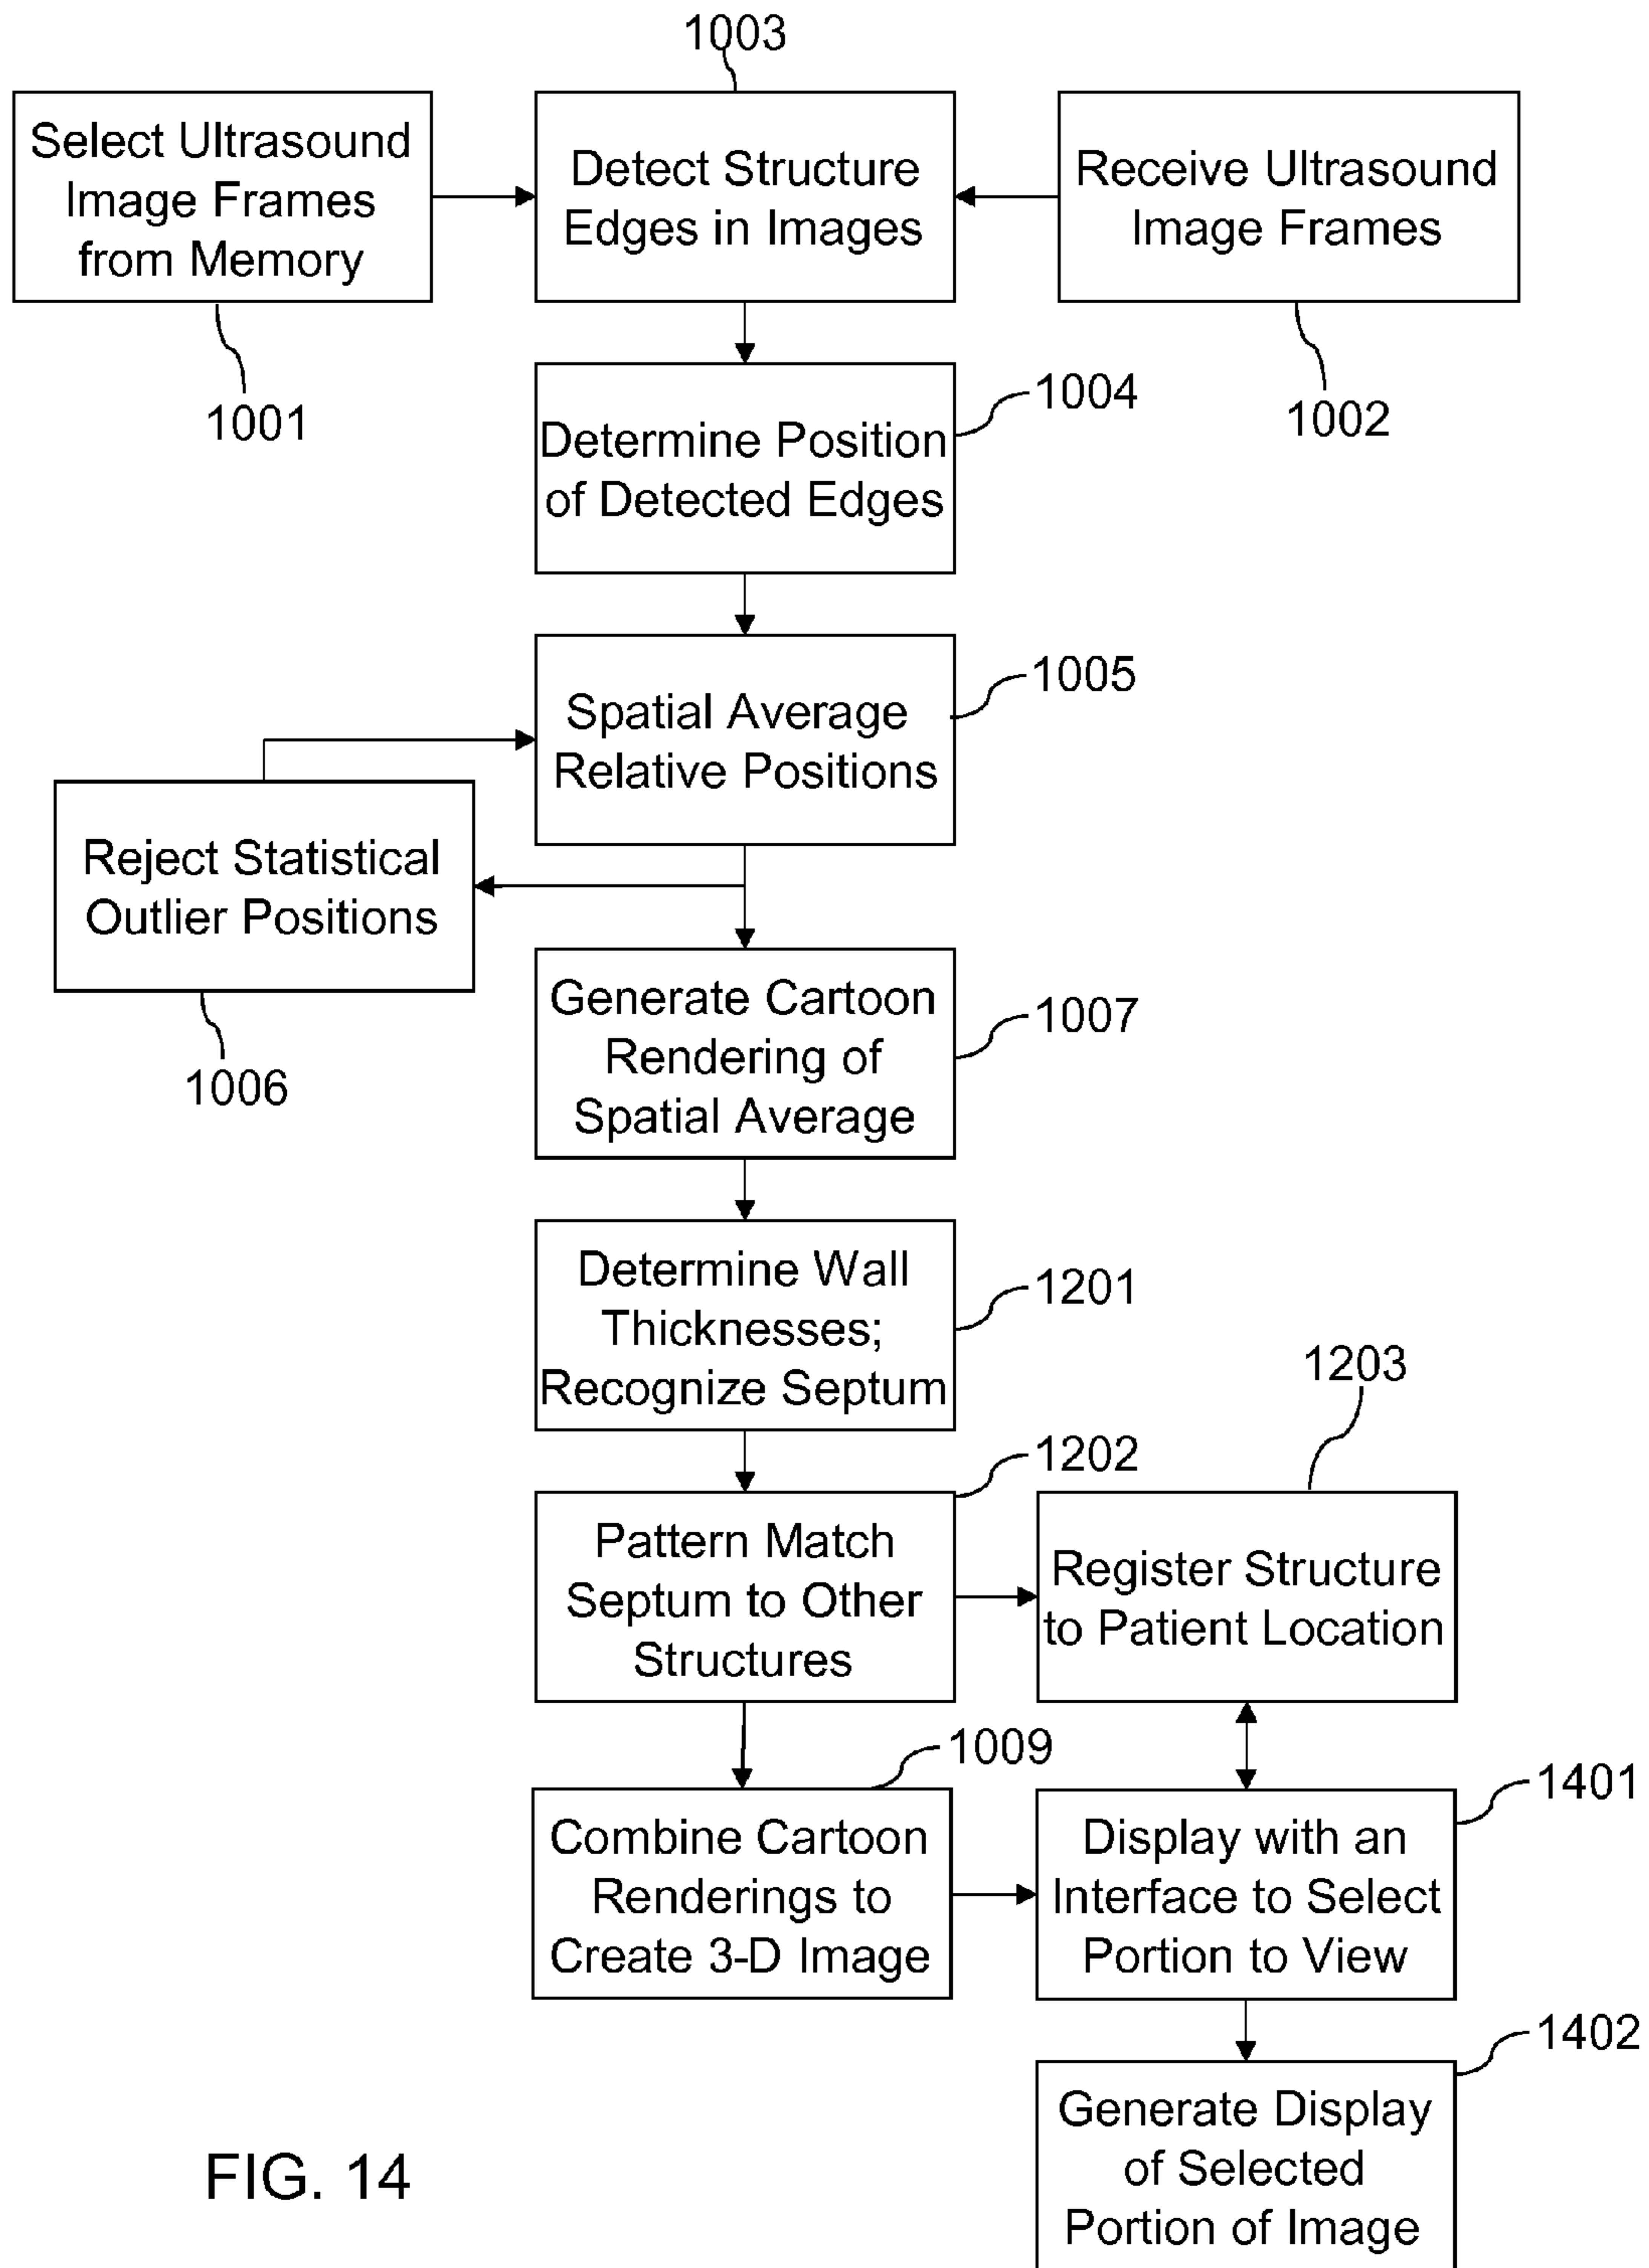 1003
Select Ultrasound
Image Frames
from Memory
Detect Structure
Edges in Images
Receive Ultrasound
Image Frames
1001
1002
1004
Determine Position
of Detected Edges
1005
Spatial Average
Relative Positions
Reject Statistical
Outlier Positions
1006
Generate Cartoon
Rendering of
Spatial Average
1007
Determine Wall
Thicknesses;
Recognize Septum
1201
1203
1202
Pattern Match
Septum to Other
Structures
Register Structure
to Patient Location
1009
Combine Cartoon
Renderings to
Create 3-D Image
1401
Display with an
Interface to Select
Portion to View
1402
Generate Display
of Selected
Portion of Image
FIG. 14